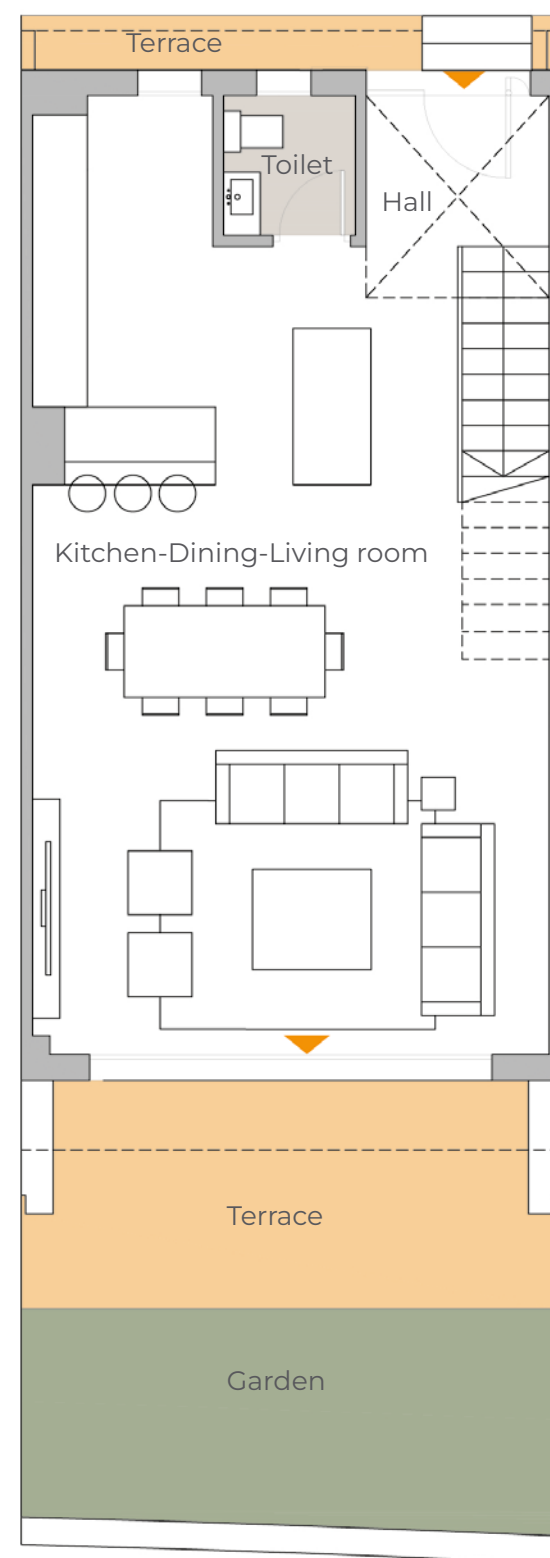 Terrace
Toilet
Hall
Kitchen-Dining-Living room
Terrace
Garden